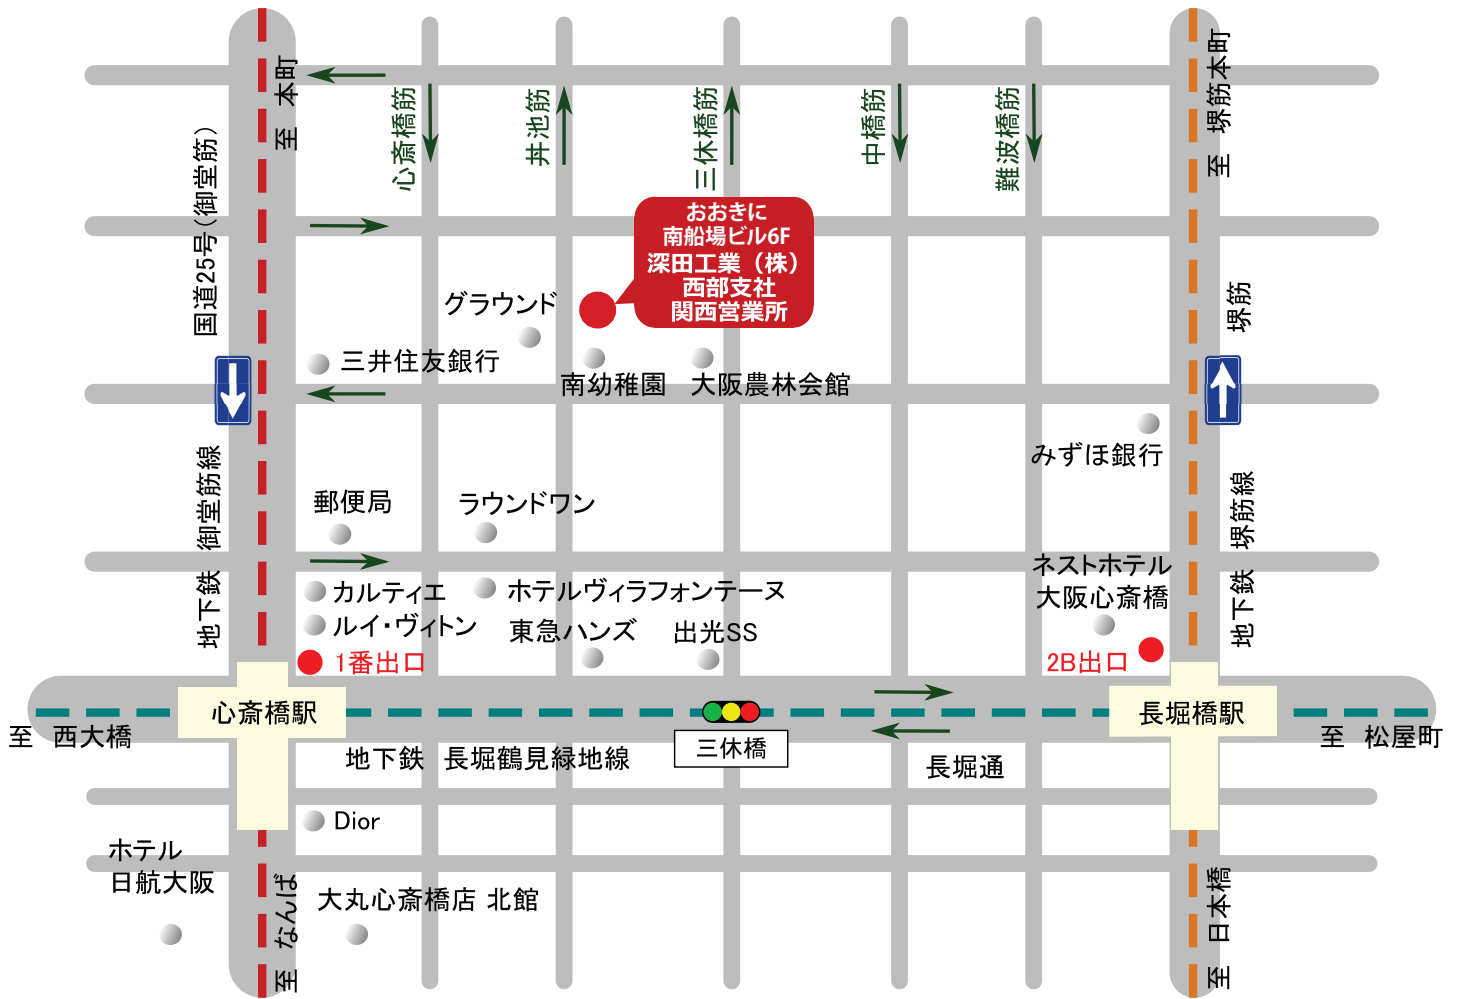 至　本町
国道25号（御堂筋）
心斎橋筋
丼池筋
三休橋筋
中橋筋
難波橋筋
至　堺筋本町
おおきに
南船場ビル6F
深田工業（株）
西部支社
関西営業所
グラウンド
三井住友銀行
南幼稚園
大阪農林会館
堺筋
みずほ銀行
地下鉄　御堂筋線
郵便局
ラウンドワン
カルティエ
ルイ・ヴィトン
ホテルヴィラフォンテーヌ
東急ハンズ
出光SS
ネストホテル
大阪心斎橋
地下鉄　堺筋線
1番出口
2B出口
心斎橋駅
長堀橋駅
至　西大橋
三休橋
至　松屋町
地下鉄　長堀鶴見緑地線
長堀通
Dior
ホテル
日航大阪
大丸心斎橋店 北館
至　なんば
至　日本橋